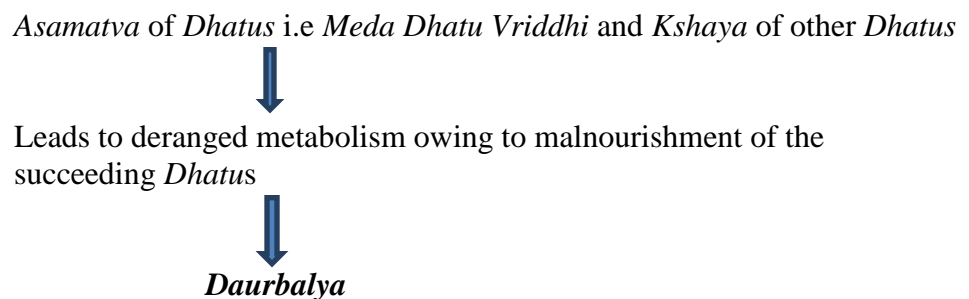 Asamatva of Dhatus i.e Meda Dhatu Vriddhi and Kshaya of other Dhatus
Leads to deranged metabolism owing to malnourishment of the
succeeding Dhatus
Daurbalya